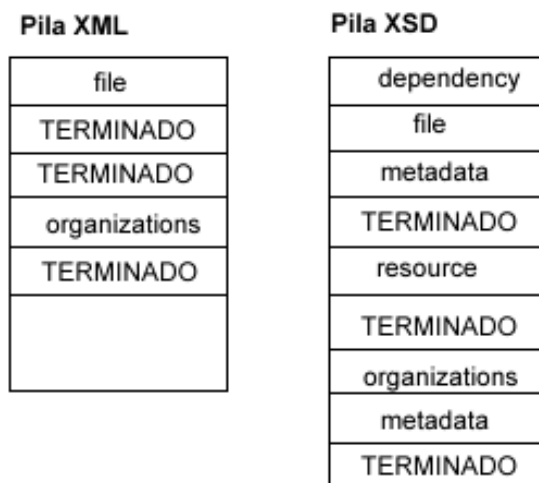 Pila XML
file
TERMINADO
TERMINADO
organizations
TERMINADO
Pila XSD
dependency
file
metadata
TERMINADO
resource
TERMINADO
organizations
metadata
TERMINADO